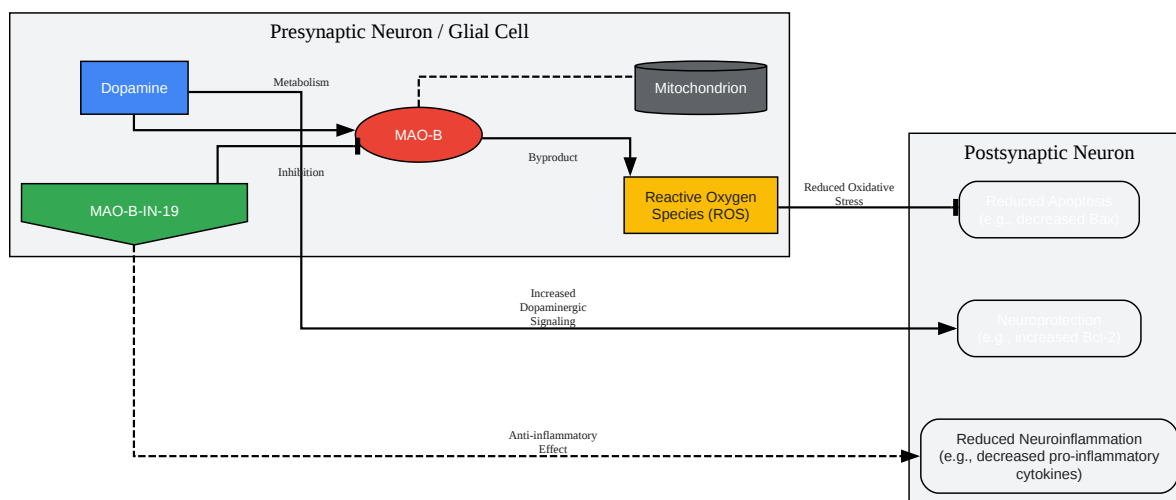 Presynaptic Neuron / Glial Cell
Dopamine
Metabolism
Mitochondrion
MAO-B
Byproduct
Inhibition
MAO-B-IN-19
Reactive Oxygen
Species (ROS)
Reduced Oxidative
Stress
Postsynaptic Neuron
Reduced Apoptosis
(e.g., decreased Bax)
Increased
Dopaminergic
Signaling
Neuroprotection
(e.g., increased Bcl-2)
Anti-inflammatory
Effect
Reduced Neuroinflammation
(e.g., decreased pro-inflammatory
cytokines)